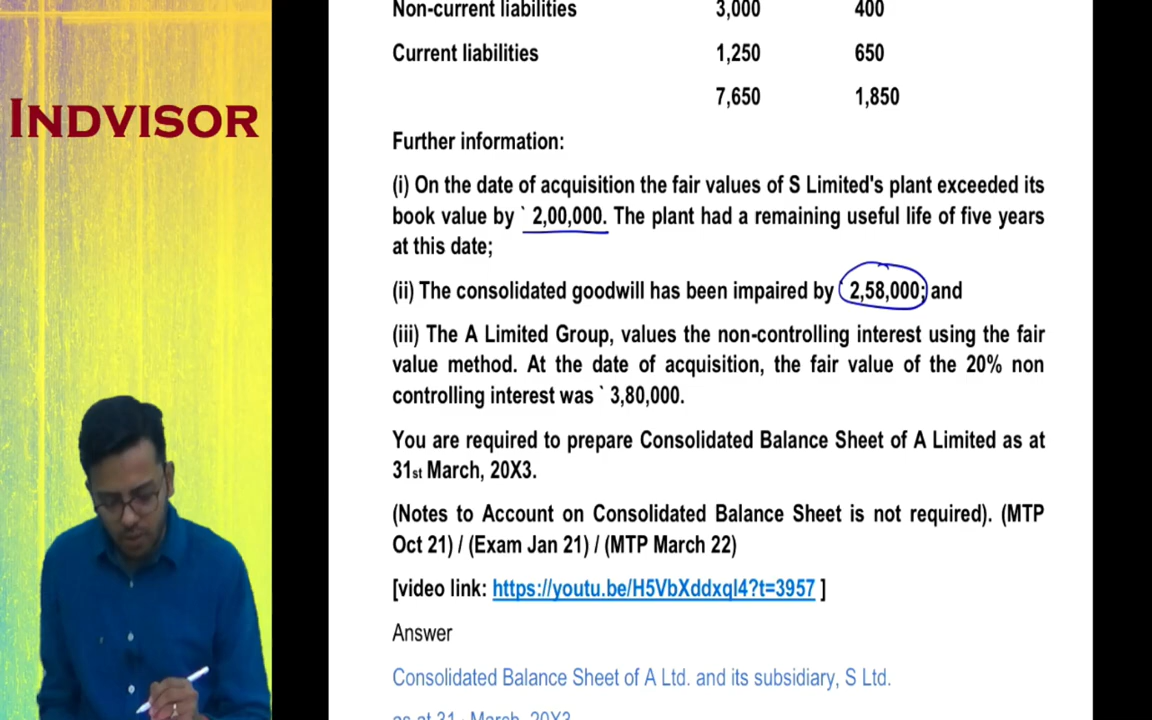 INDVISOR
Non-current liabilities 3,000 400
Current liabilities 1,250 650
7,650 1,850
Further information:
(i) On the date of acquisition the fair values of S Limited's plant exceeded its
book value by ` 2,00,000. The plant had a remaining useful life of five years
at this date;
(ii) The consolidated goodwill has been impaired by ` 2,58,000; and
(iii) The A Limited Group, values the non-controlling interest using the fair
value method. At the date of acquisition, the fair value of the 20% non
controlling interest was ` 3,80,000.
You are required to prepare Consolidated Balance Sheet of A Limited as at
31st March, 20X3.
(Notes to Account on Consolidated Balance Sheet is not required). (MTP
Oct 21) / (Exam Jan 21) / (MTP March 22)
[video link: https://youtu.be/H5VbXddxqI4?t=3957 ]
Answer
Consolidated Balance Sheet of A Ltd. and its subsidiary, S Ltd.
as at 31st March, 20X3